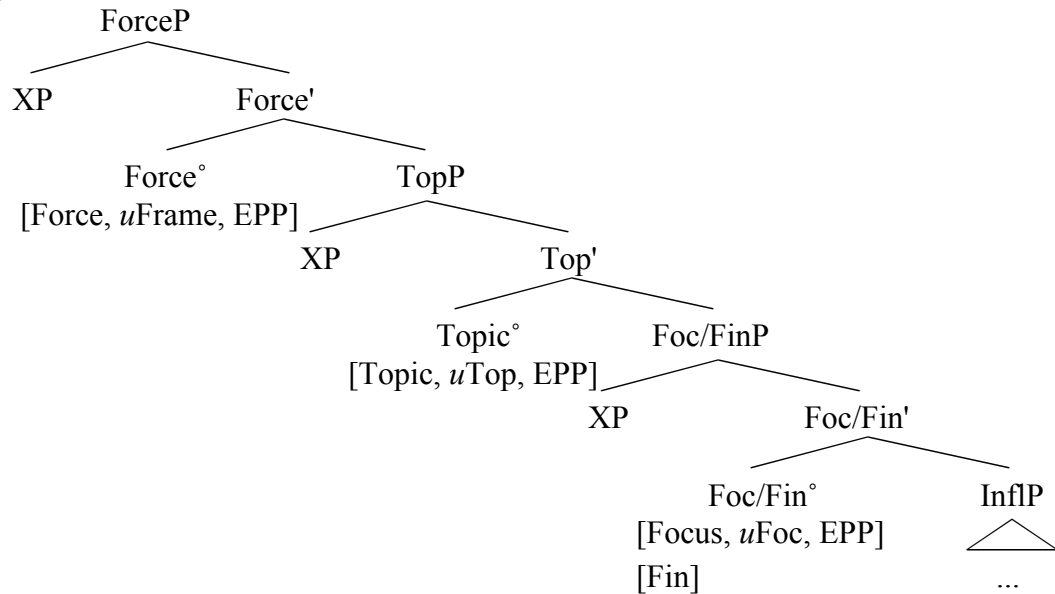 ForceP
XP Force'
Force° TopP
[Force, uFrame, EPP]
XP Top'
Topic° Foc/FinP
[Topic, uTop, EPP]
XP Foc/Fin'
Foc/Fin° InflP
[Focus, uFoc, EPP]
[Fin] ...